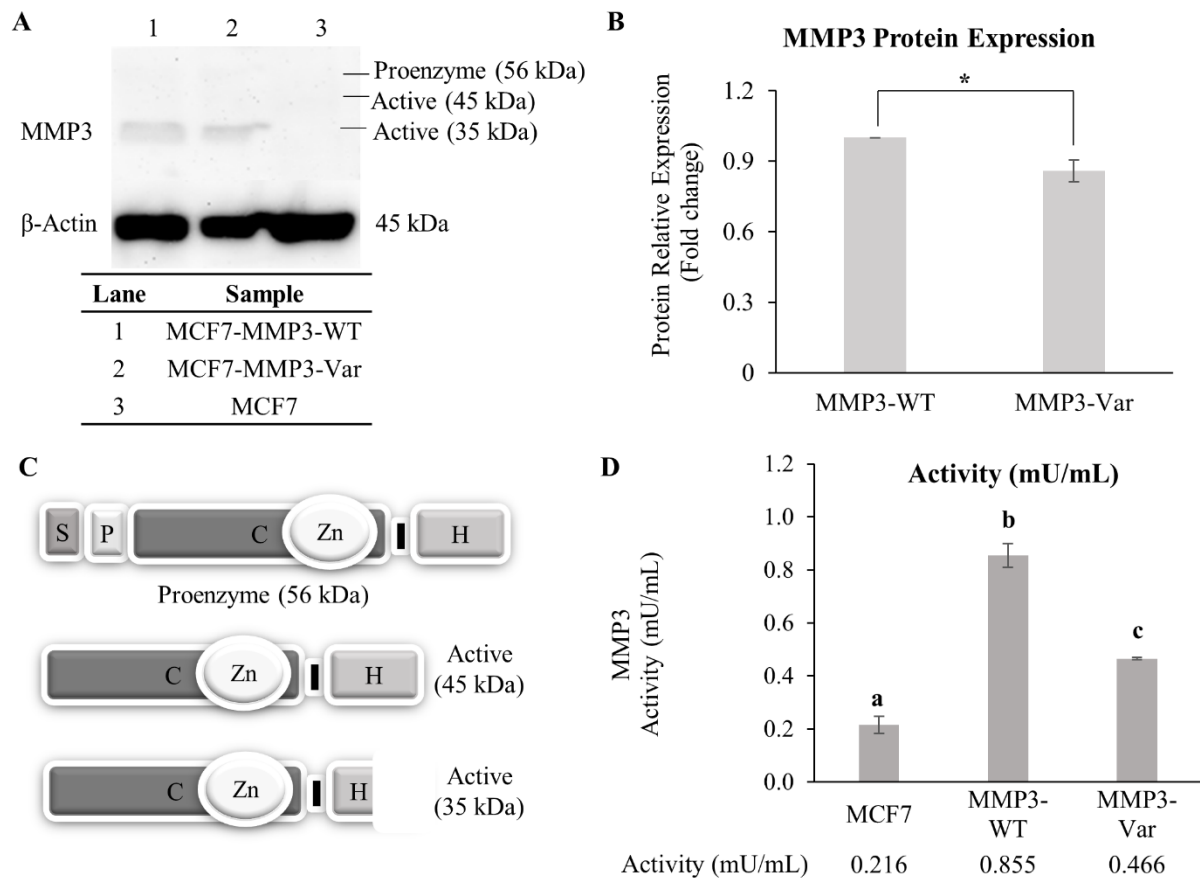 A
1 2 3
Proenzyme (56 kDa)
Active (45 kDa)
MMP3
Active (35 kDa)
β-Actin
45 kDa
Lane Sample
1 MCF7-MMP3-WT
2 MCF7-MMP3-Var
3 MCF7
B
MMP3 Protein Expression
Protein Relative Expression
(Fold change)
1.2
0.9
0.6
0.3
0
*
MMP3-WT MMP3-Var
C
S P C Zn I H
Proenzyme (56 kDa)
C Zn I H
Active
(45 kDa)
C Zn I H
Active
(35 kDa)
D
Activity (mU/mL)
MMP3
Activity (mU/mL)
1.2
1.0
0.8
0.6
0.4
0.2
0.0
a
b
c
MCF7
MMP3-
WT
MMP3-
Var
Activity (mU/mL) 0.216 0.855 0.466